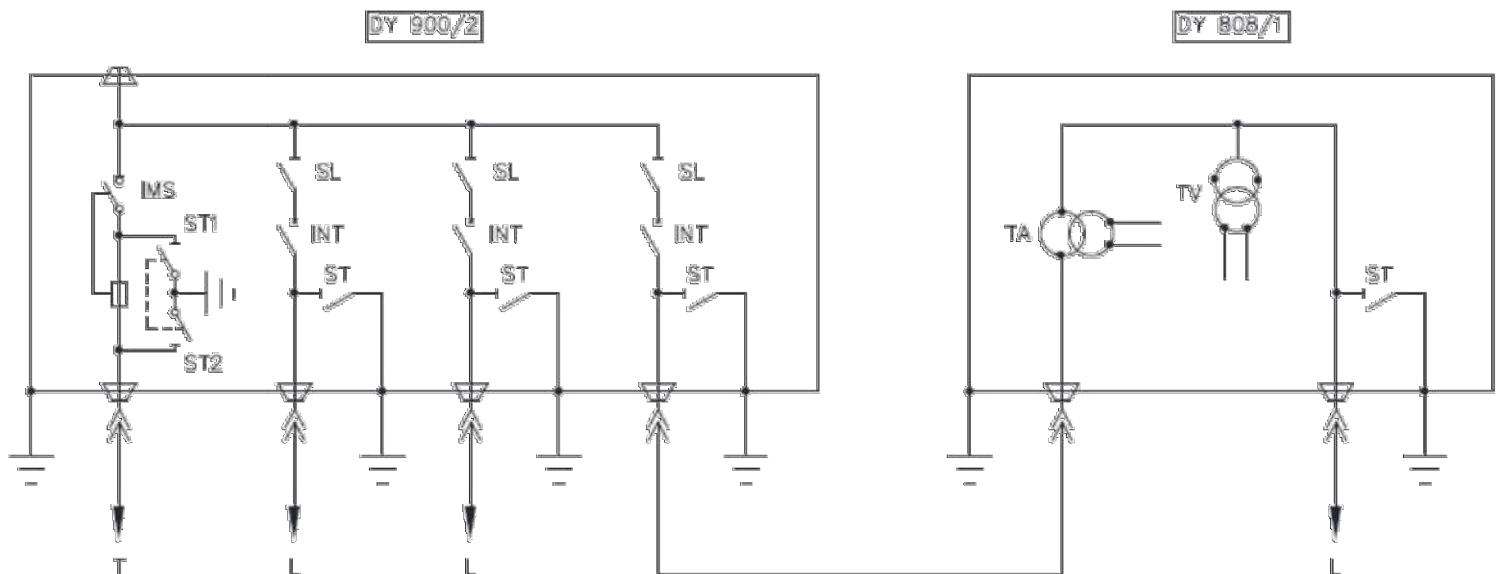 DY 900/2
DY 808/1
SL
SL
SL
IMS
TV
ST1
INT
INT
INT
TA
ST
ST
ST
ST
ST2
T
L
L
L